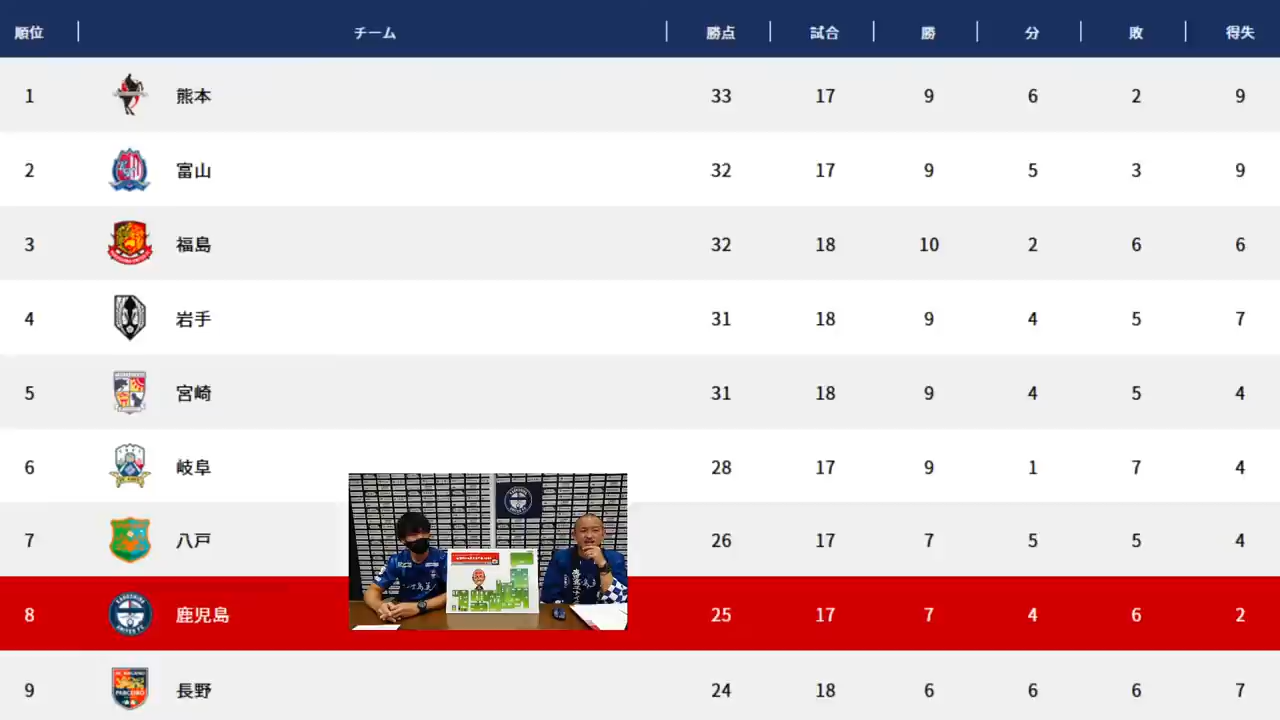 順位 チーム 勝点 試合 勝 分 敗 得失
1 熊本 33 17 9 6 2 9
2 富山 32 17 9 5 3 9
3 福島 32 18 10 2 6 6
4 岩手 31 18 9 4 5 7
5 宮崎 31 18 9 4 5 4
6 岐阜 28 17 9 1 7 4
7 八戸 26 17 7 5 5 4
8 鹿児島 25 17 7 4 6 2
9 長野 24 18 6 6 6 7